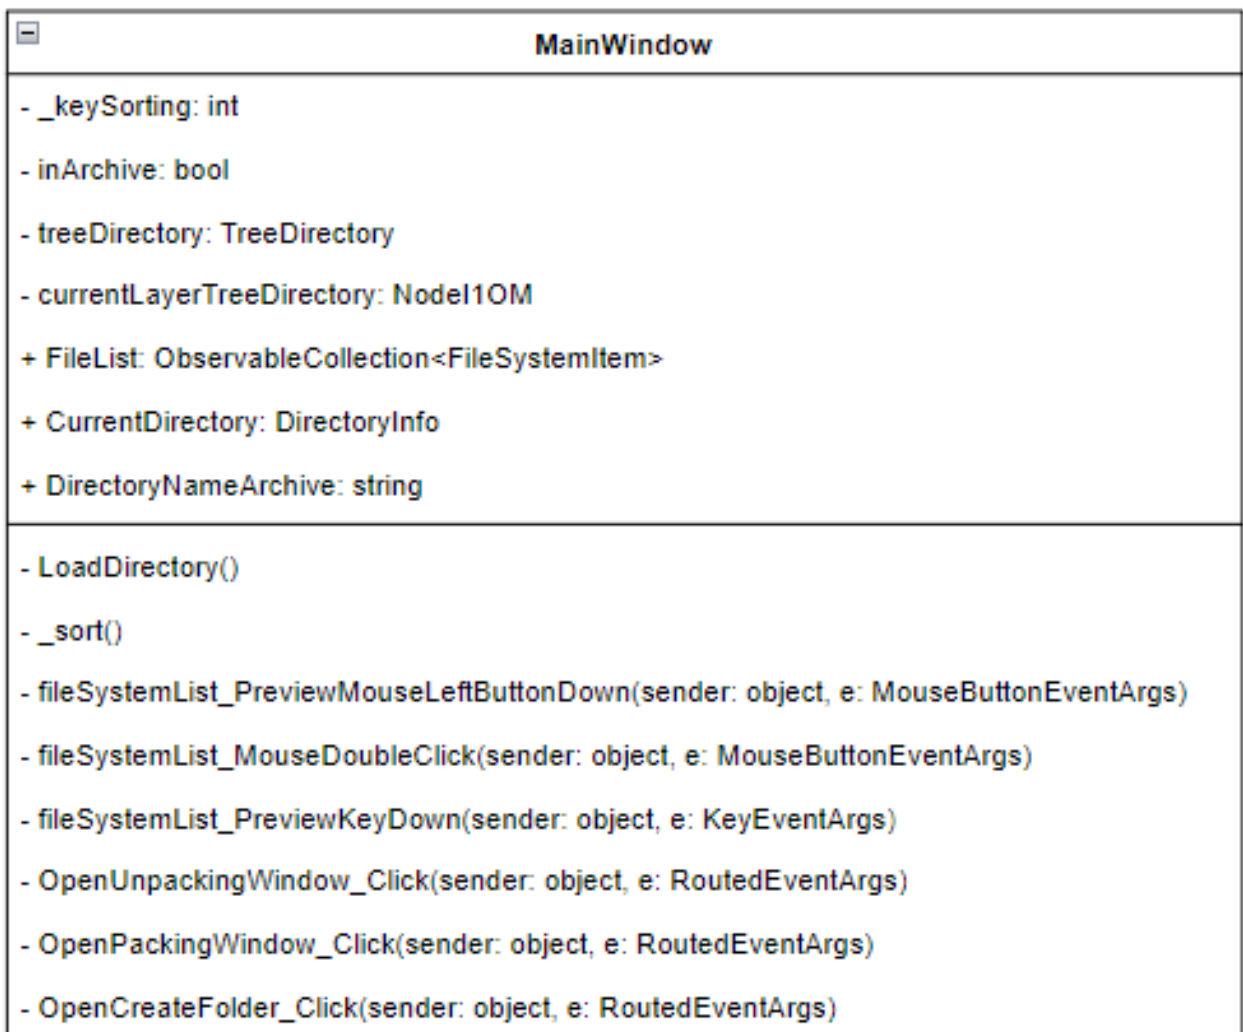 MainWindow
- _keySorting: int
- inArchive: bool
- treeDirectory: TreeDirectory
- currentLayerTreeDirectory: NodeI1OM
+ FileList: ObservableCollection<FileSystemItem>
+ CurrentDirectory: DirectoryInfo
+ DirectoryNameArchive: string
- LoadDirectory()
- _sort()
- fileSystemList_PreviewMouseLeftButtonDown(sender: object, e: MouseButtonEventArgs)
- fileSystemList_MouseDoubleClick(sender: object, e: MouseButtonEventArgs)
- fileSystemList_PreviewKeyDown(sender: object, e: KeyEventArgs)
- OpenUnpackingWindow_Click(sender: object, e: RoutedEventArgs)
- OpenPackingWindow_Click(sender: object, e: RoutedEventArgs)
- OpenCreateFolder_Click(sender: object, e: RoutedEventArgs)